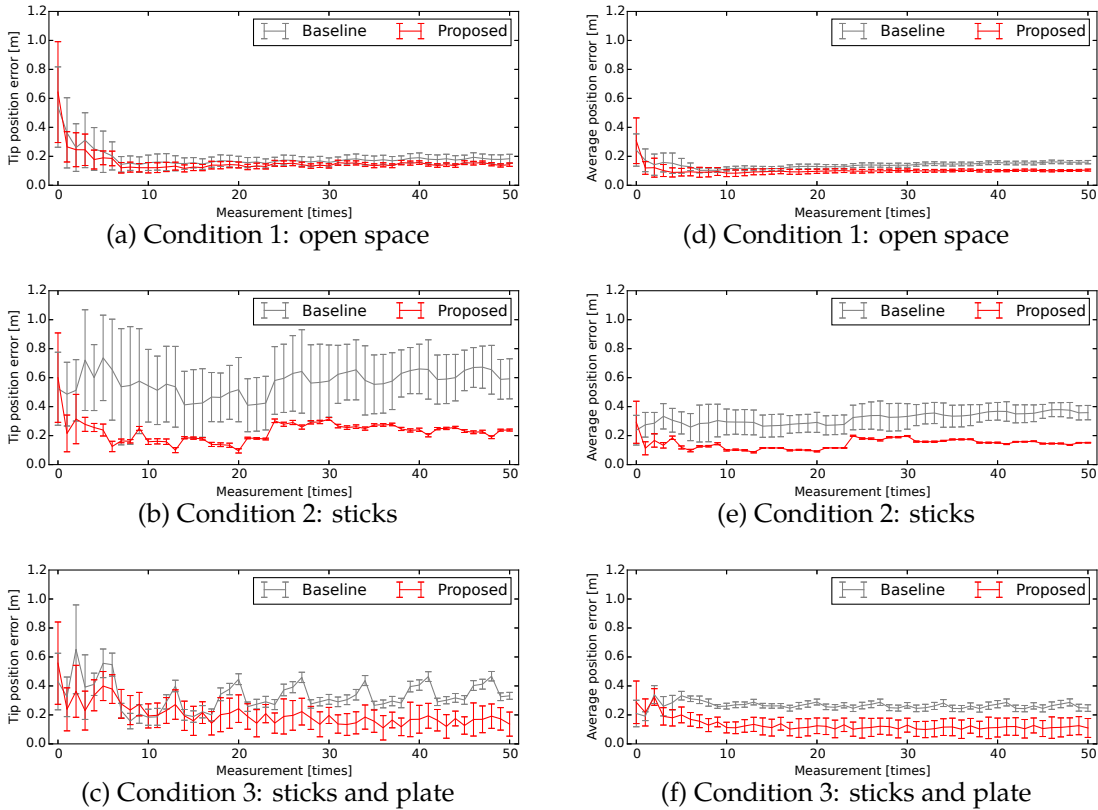 1.2
1.0
0.8
0.6
0.4
0.2
0.0
Tip position error [m]
Baseline Proposed
0 10 20 30 40 50
Measurement [times]
(a) Condition 1: open space
1.2
1.0
0.8
0.6
0.4
0.2
0.0
Average position error [m]
Baseline Proposed
0 10 20 30 40 50
Measurement [times]
(d) Condition 1: open space
1.2
1.0
0.8
0.6
0.4
0.2
0.0
Tip position error [m]
Baseline Proposed
0 10 20 30 40 50
Measurement [times]
(b) Condition 2: sticks
1.2
1.0
0.8
0.6
0.4
0.2
0.0
Average position error [m]
Baseline Proposed
0 10 20 30 40 50
Measurement [times]
(e) Condition 2: sticks
1.2
1.0
0.8
0.6
0.4
0.2
0.0
Tip position error [m]
Baseline Proposed
0 10 20 30 40 50
Measurement [times]
(c) Condition 3: sticks and plate
1.2
1.0
0.8
0.6
0.4
0.2
0.0
Average position error [m]
Baseline Proposed
0 10 20 30 40 50
Measurement [times]
(f) Condition 3: sticks and plate